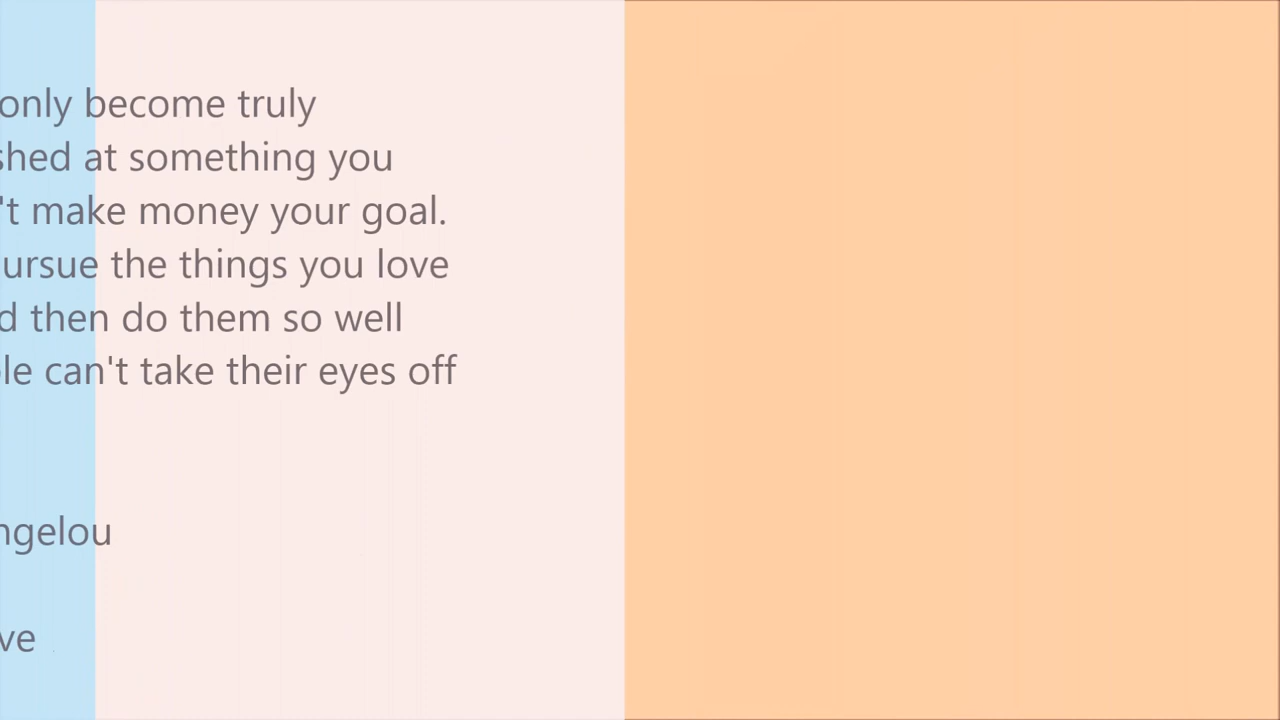 only become truly
shed at something you
't make money your goal.
ursue the things you love
d then do them so well
le can't take their eyes off
ngelou
ve